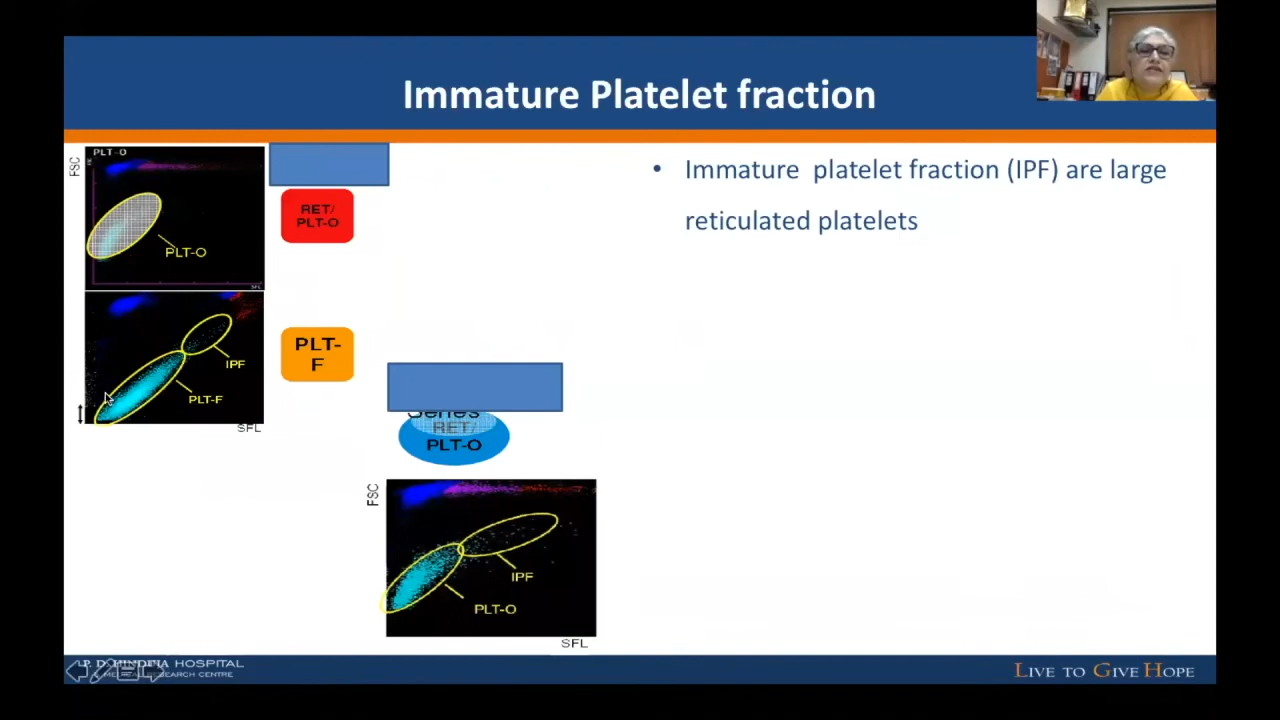 Immature Platelet fraction
PLT-O
FSC
PLT-O
RET/
PLT-O
IPF
PLT-F
SFL
PLT-
F
• Immature platelet fraction (IPF) are large
reticulated platelets
Series
RET/
PLT-O
FSC
IPF
PLT-O
SFL
P. D. HINDUJA HOSPITAL
& MEDICAL RESEARCH CENTRE
LIVE TO GIVE HOPE